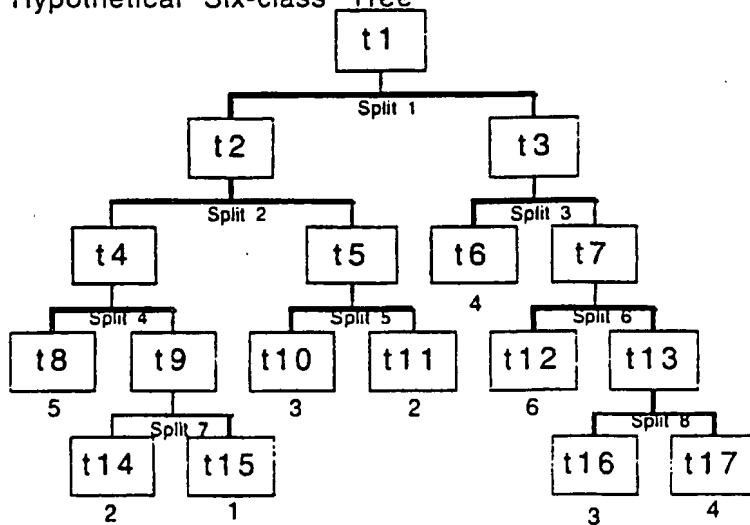 Hypothetical Six-class Tree
t1
Split 1
t2 t3
Split 2 Split 3
t4 t5 t6 t7
4
Split 4 Split 5 Split 6
t8 t9 t10 t11 t12 t13
5 3 2 6
Split 7 Split 8
t14 t15 t16 t17
2 1 3 4